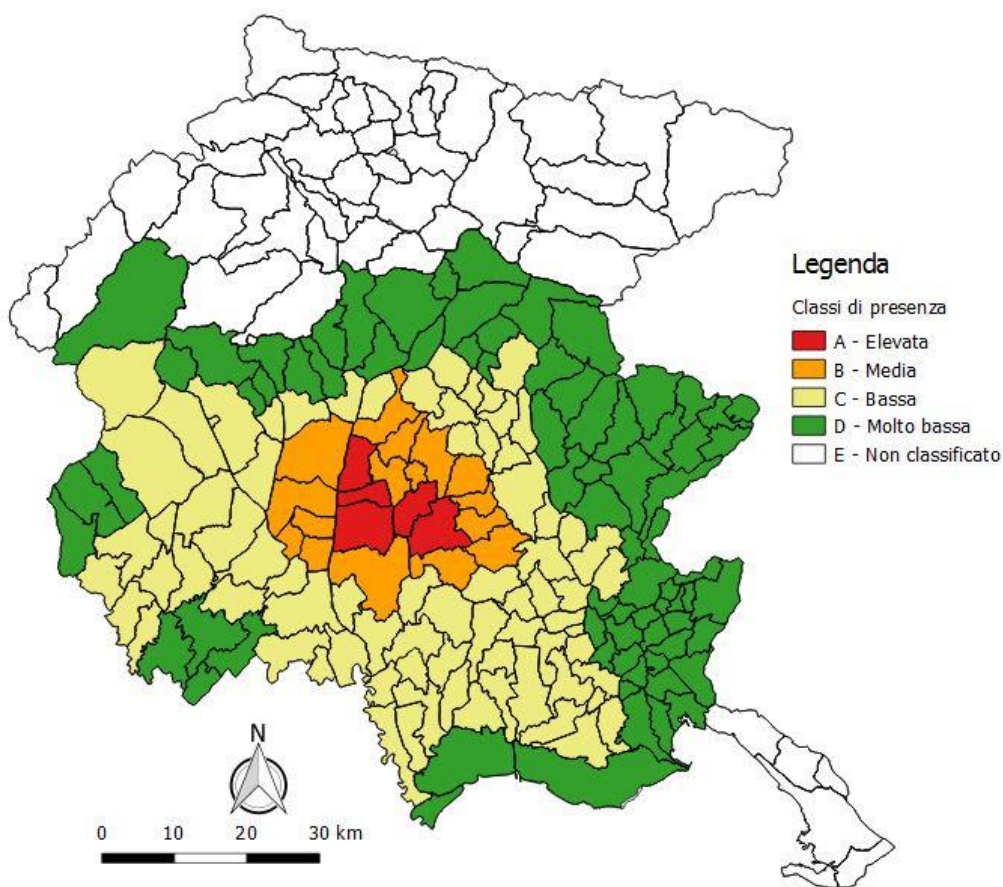 Legenda
Classi di presenza
A - Elevata
B - Media
C - Bassa
D - Molto bassa
E - Non classificato
N
0 10 20 30 km